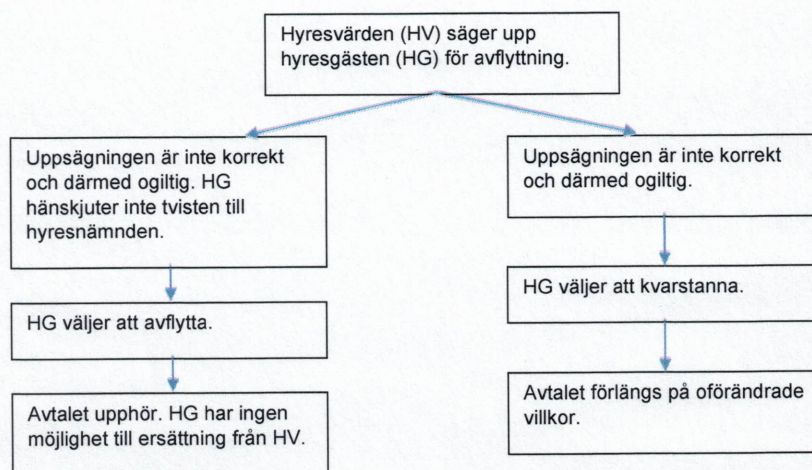 Hyresvärden (HV) säger upp
hyresgästen (HG) för avflyttning.
Uppsägningen är inte korrekt
och därmed ogiltig. HG
hänskjuter inte tvisten till
hyresnämnden.
HG väljer att avflytta.
Avtalet upphör. HG har ingen
möjlighet till ersättning från HV.
Uppsägningen är inte korrekt
och därmed ogiltig.
HG väljer att kvarstanna.
Avtalet förlängs på oförändrade
villkor.